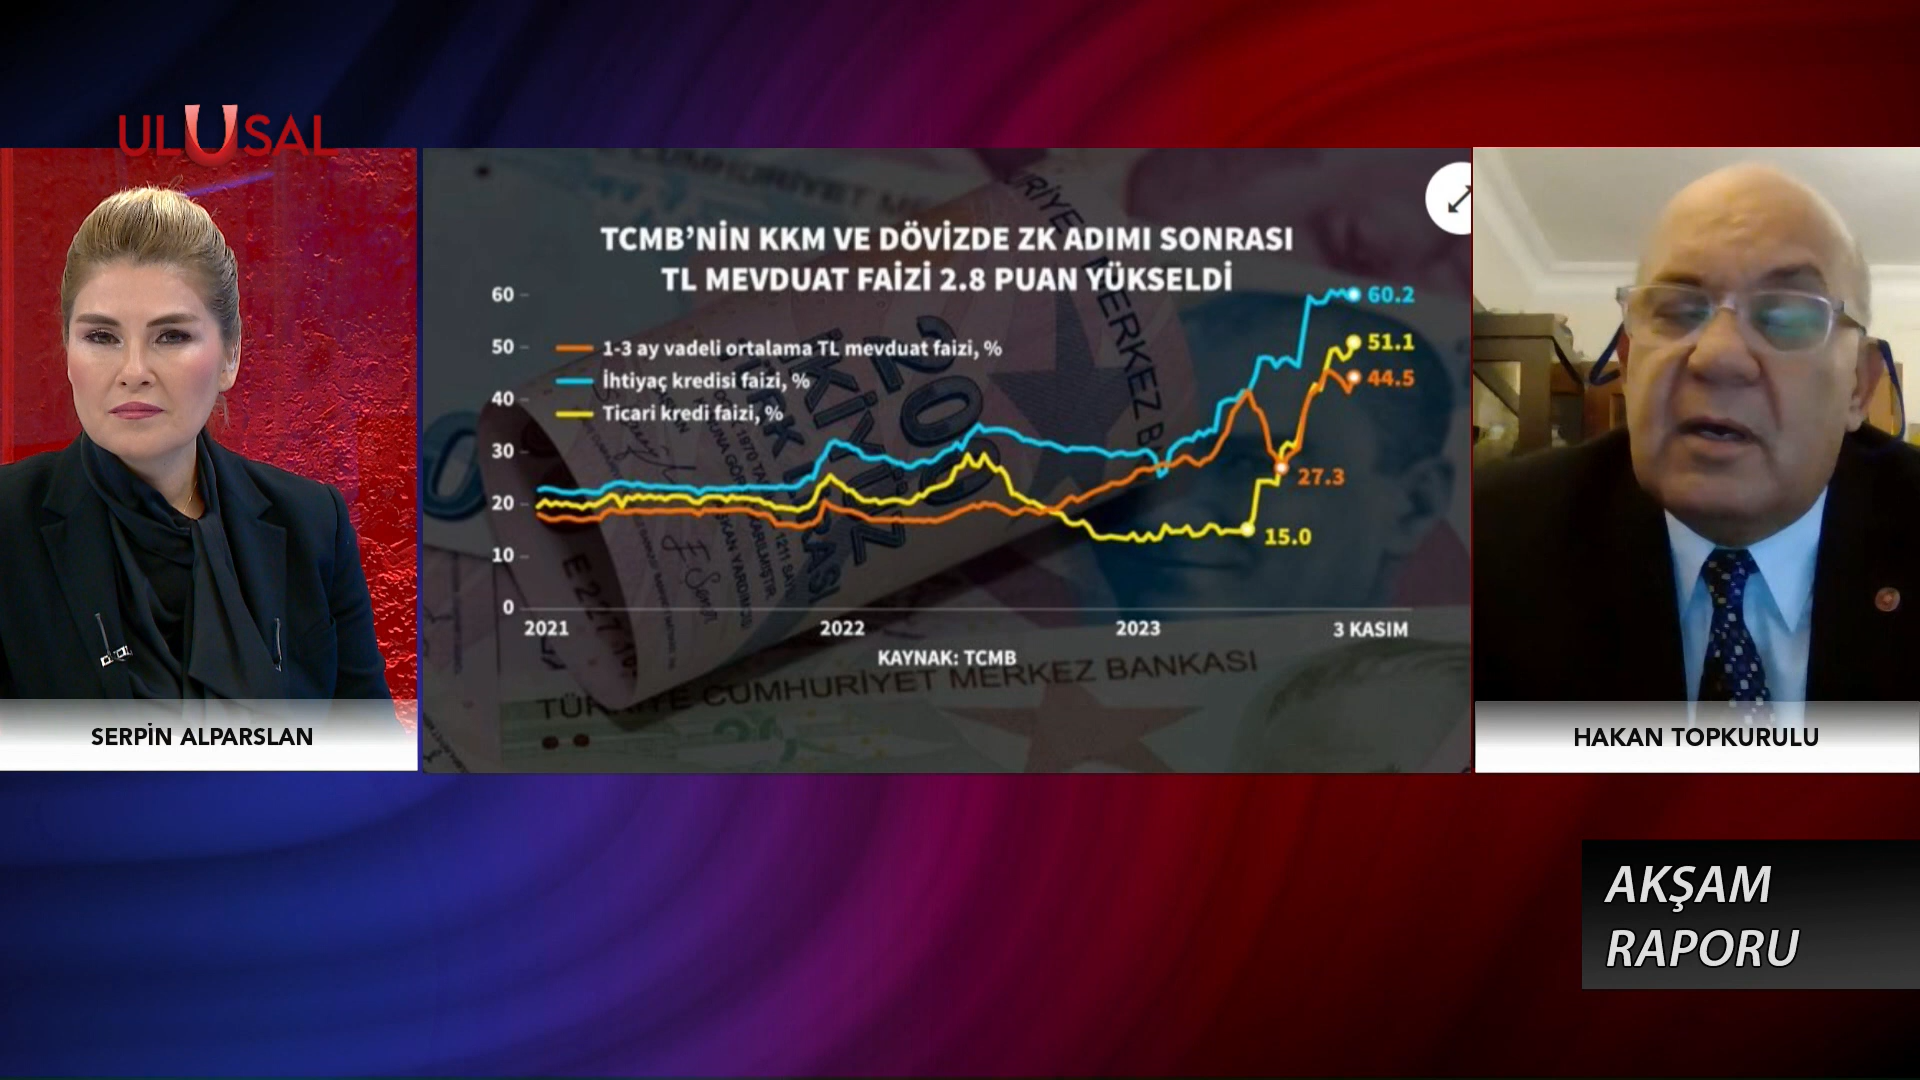 ULUSAL
TCMB'NİN KKM VE DÖVİZDE ZK ADIMI SONRASI
TL MEVDUAT FAİZİ 2.8 PUAN YÜKSELDİ
60
50
40
30
20
10
0
1-3 ay vadeli ortalama TL mevduat faizi, %
İhtiyaç kredisi faizi, %
Ticari kredi faizi, %
60.2
51.1
44.5
27.3
15.0
2021
2022
2023
3 KASIM
KAYNAK: TCMB
TÜRKİYE CUMHURİYET MERKEZ BANKASI
200
SERPİN ALPARSLAN
HAKAN TOPKURULU
AKŞAM
RAPORU